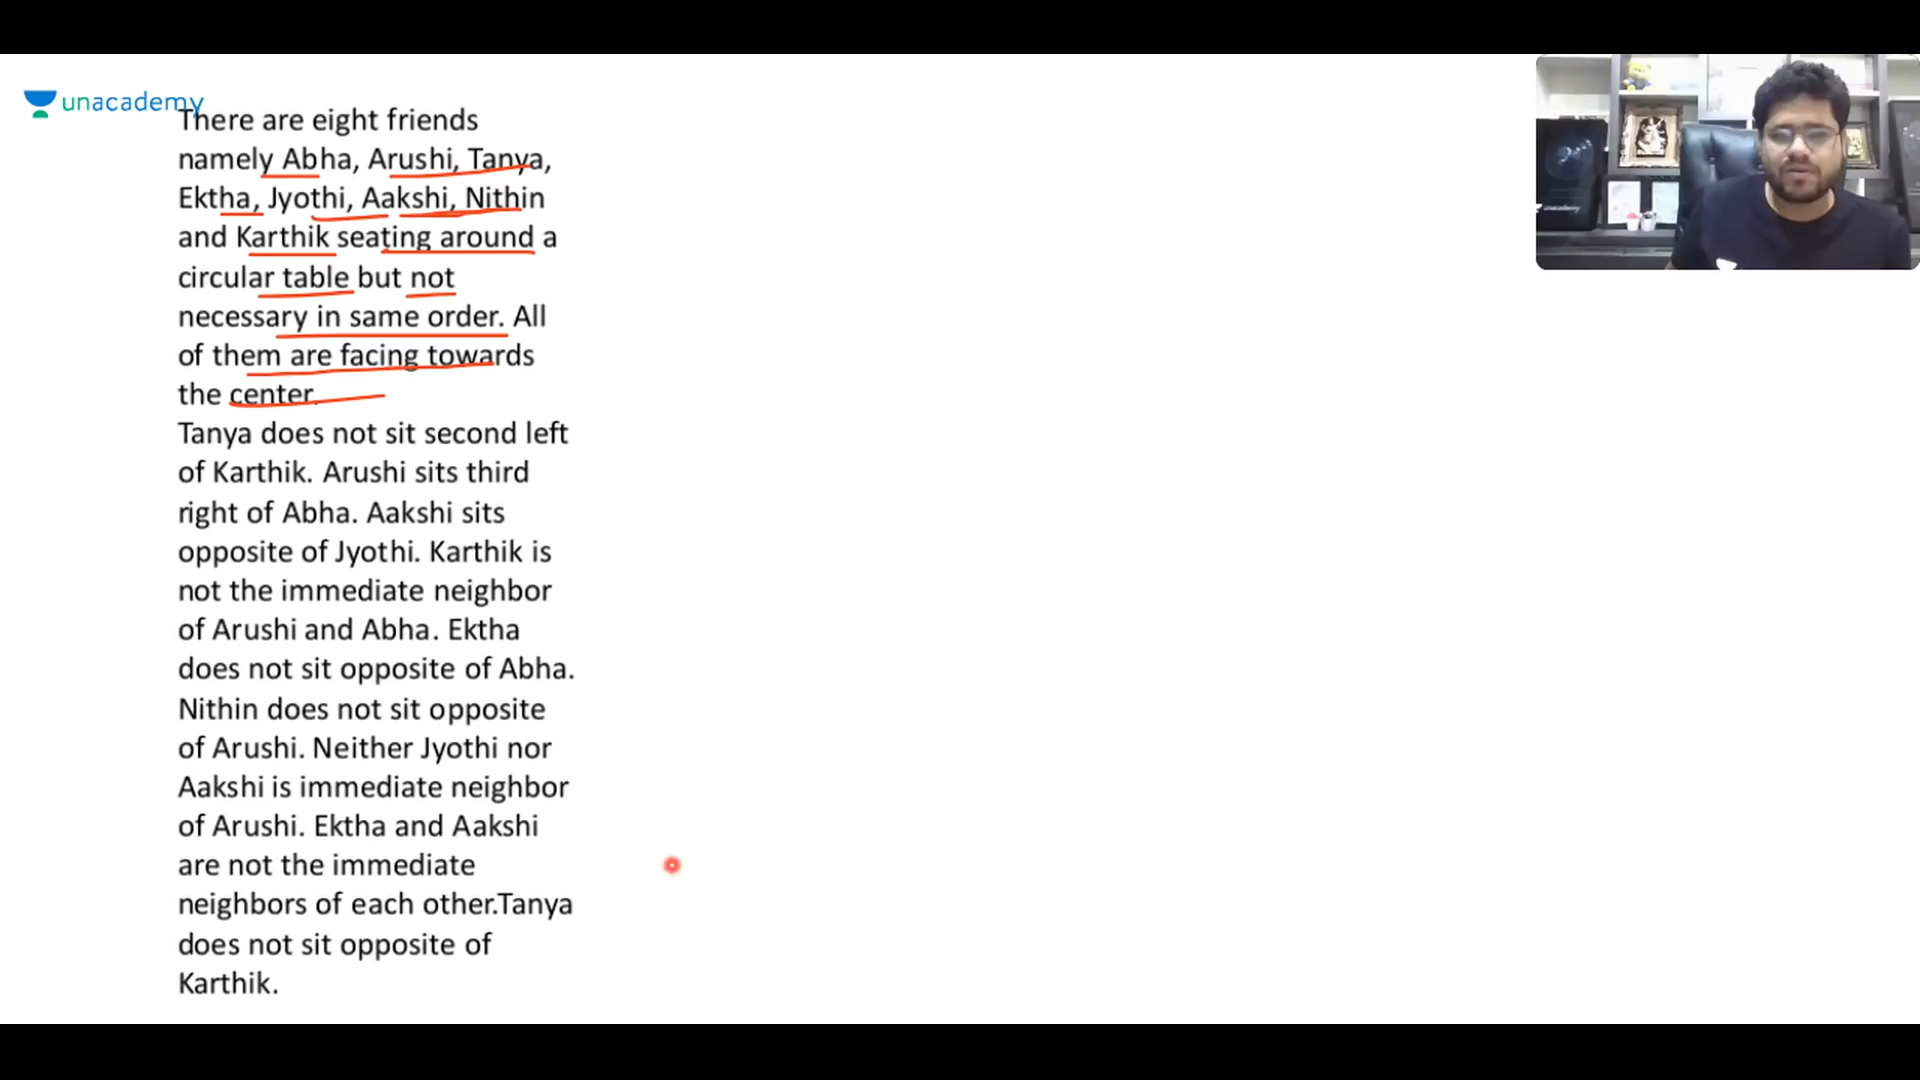 unacademy
There are eight friends
namely Abha, Arushi, Tanya,
Ektha, Jyothi, Aakshi, Nithin
and Karthik seating around a
circular table but not
necessary in same order. All
of them are facing towards
the center.
Tanya does not sit second left
of Karthik. Arushi sits third
right of Abha. Aakshi sits
opposite of Jyothi. Karthik is
not the immediate neighbor
of Arushi and Abha. Ektha
does not sit opposite of Abha.
Nithin does not sit opposite
of Arushi. Neither Jyothi nor
Aakshi is immediate neighbor
of Arushi. Ektha and Aakshi
are not the immediate
neighbors of each other.Tanya
does not sit opposite of
Karthik.
unacademy